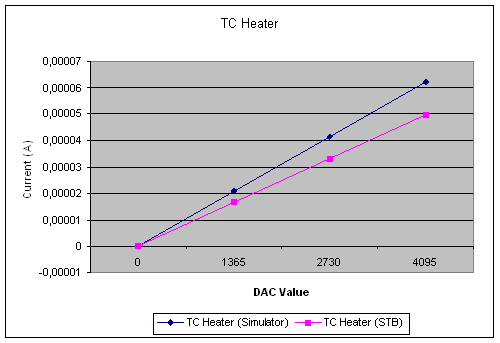 TC Heater
0,00007
0,00006
0,00005
0,00004
0,00003
0,00002
0,00001
0
-0,00001
Current (A)
0 1365 2730 4095
DAC Value
TC Heater (Simulator) TC Heater (STB)